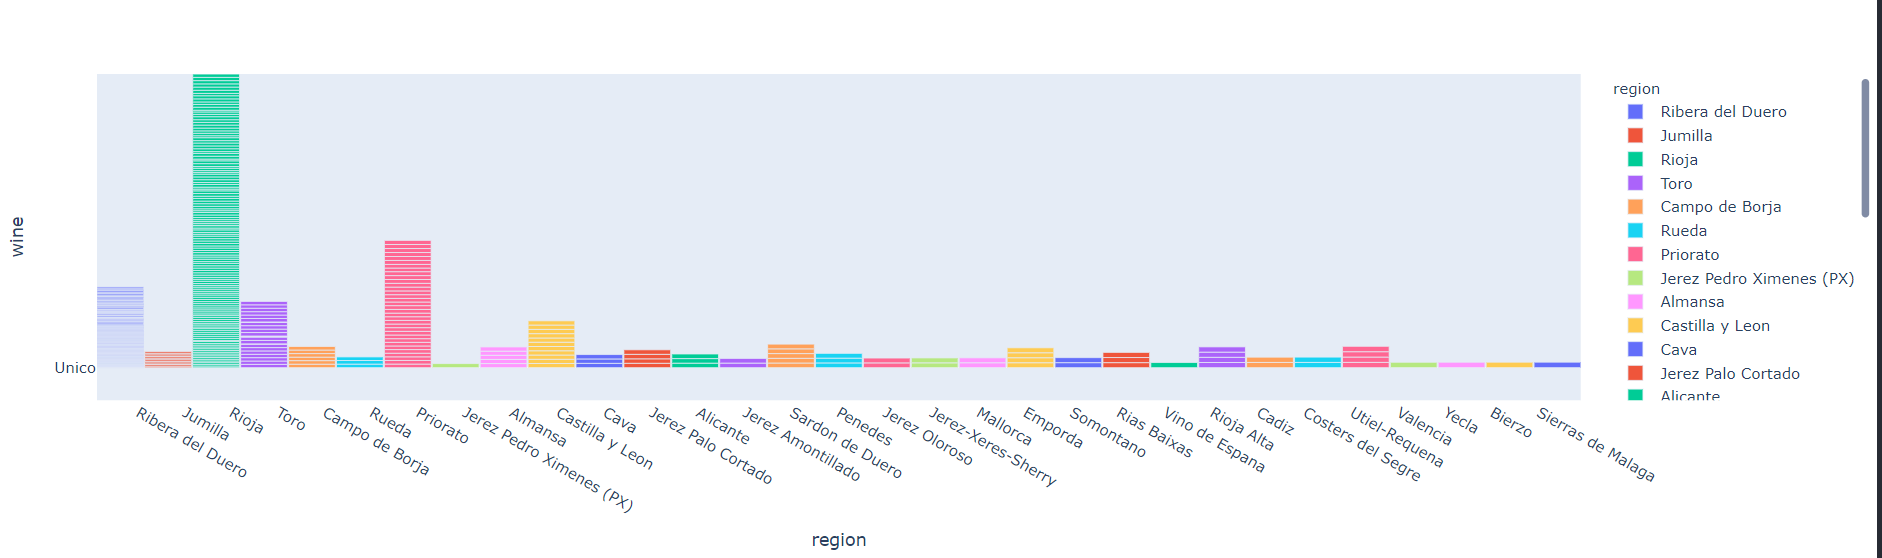 wine
Unico
Ribera del Duero
Jumilla
Rioja
Toro
Campo de Borja
Rueda
Priorato
Jerez Pedro Ximenes (PX)
Almansa
Castilla y Leon
Cava
Jerez Palo Cortado
Alicante
Jerez Amontillado
Sardon de Duero
Penedes
Jerez Oloroso
Jerez-Xeres-Sherry
Mallorca
Emporda
Somontano
Rias Baixas
Vino de Espana
Rioja Alta
Cadiz
Costers del Segre
Utiel-Requena
Valencia
Yecla
Bierzo
Sierras de Malaga
region
region
Ribera del Duero
Jumilla
Rioja
Toro
Campo de Borja
Rueda
Priorato
Jerez Pedro Ximenes (PX)
Almansa
Castilla y Leon
Cava
Jerez Palo Cortado
Alicante